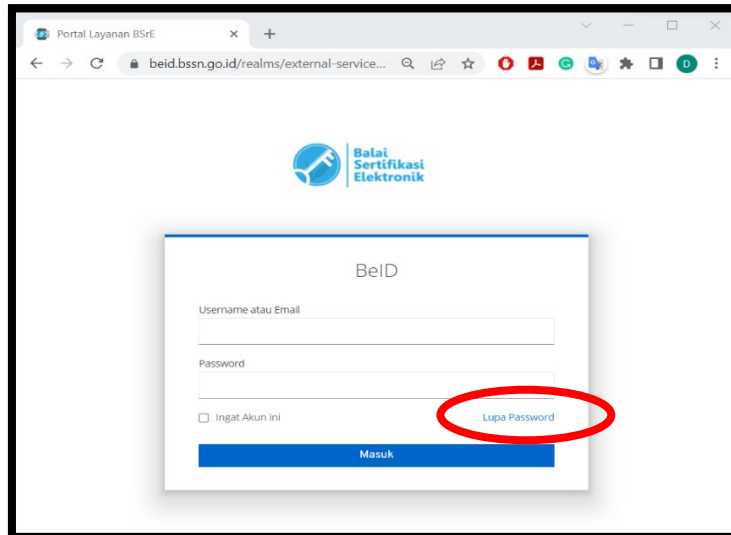 Portal Layanan BSrE
beid.bssn.go.id/realms/external-service...
D
Balai
Sertifikasi
Elektronik
BeID
Username atau Email
Password
Ingat Akun ini
Lupa Password
Masuk